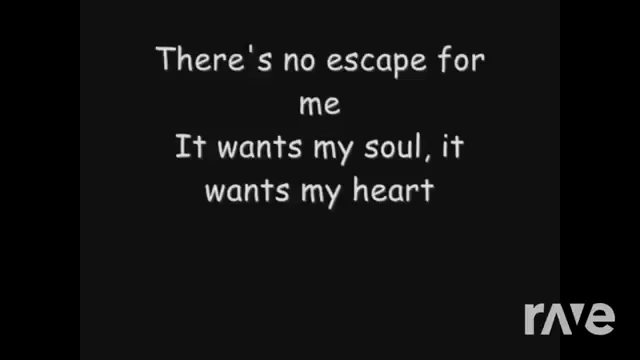 There's no escape for
me
It wants my soul, it
wants my heart
rave